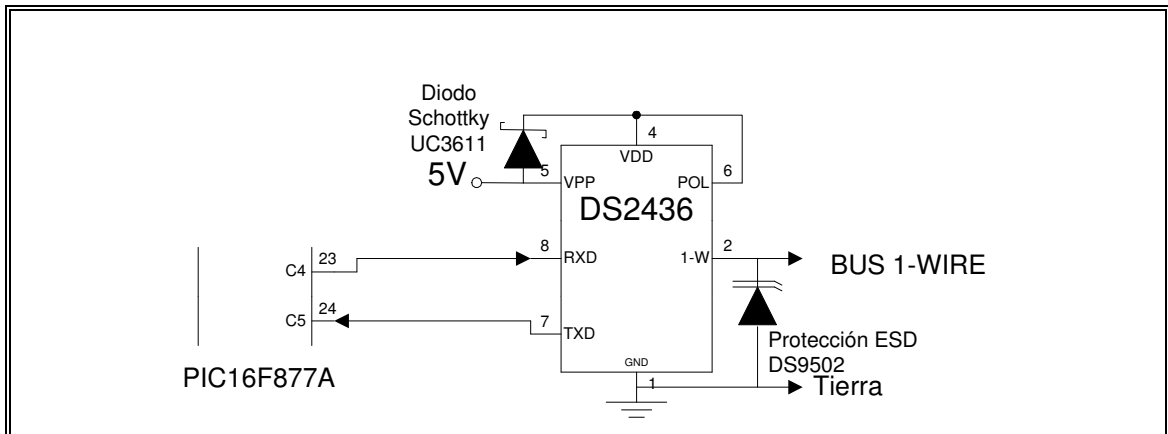 Diodo
Schottky
UC3611
5V
5
VPP
4
VDD
6
POL
DS2436
C4
23
8
RXD
1-W
2
BUS 1-WIRE
C5
24
7
TXD
PIC16F877A
GND
1
Protección ESD
DS9502
Tierra